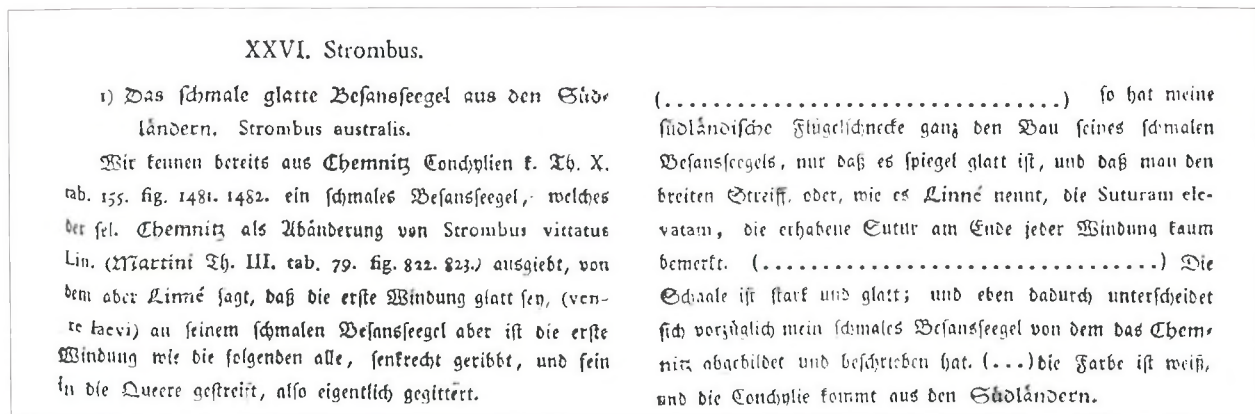 XXVI. Strombus.
1) Das ſchmale glatte Beſansſeegel aus den Süd⸗
ländern. Strombus australis.
Wir kennen bereits aus Chemnitz Conchylien k. Th. X.
tab. 155. fig. 1481. 1482. ein ſchmales Beſansſeegel, welches
der ſel. Chemnitz als Abänderung von Strombus vittatus
Lin. (Martini Th. III. tab. 79. fig. 822. 823.) ausgiebt, von
dem aber Linné ſagt, daß die erſte Windung glatt ſey, (ven-
tre laevi) an ſeinem ſchmalen Beſansſeegel aber iſt die erſte
Windung wie die folgenden alle, ſenkrecht geribbt, und fein
in die Queere geſtreift, alſo eigentlich gegittert.
(.................................) ſo hat meine
ſüdländiſche Flügelſchnecke ganz den Bau ſeines ſchmalen
Beſansſeegels, nur daß es ſpiegel glatt iſt, und daß man den
breiten Streiff, oder, wie es Linné nennt, die Suturam ele-
vatam, die erhabene Sutur am Ende jeder Windung kaum
bemerkt. (.................................) Die
Schaale iſt ſtark und glatt; und eben dadurch unterſcheidet
ſich vorzüglich mein ſchmales Beſansſeegel von dem das Chem⸗
nitz abgebildet und beſchrieben hat. (...) die Farbe iſt weiß,
und die Conchylie kommt aus den Südländern.